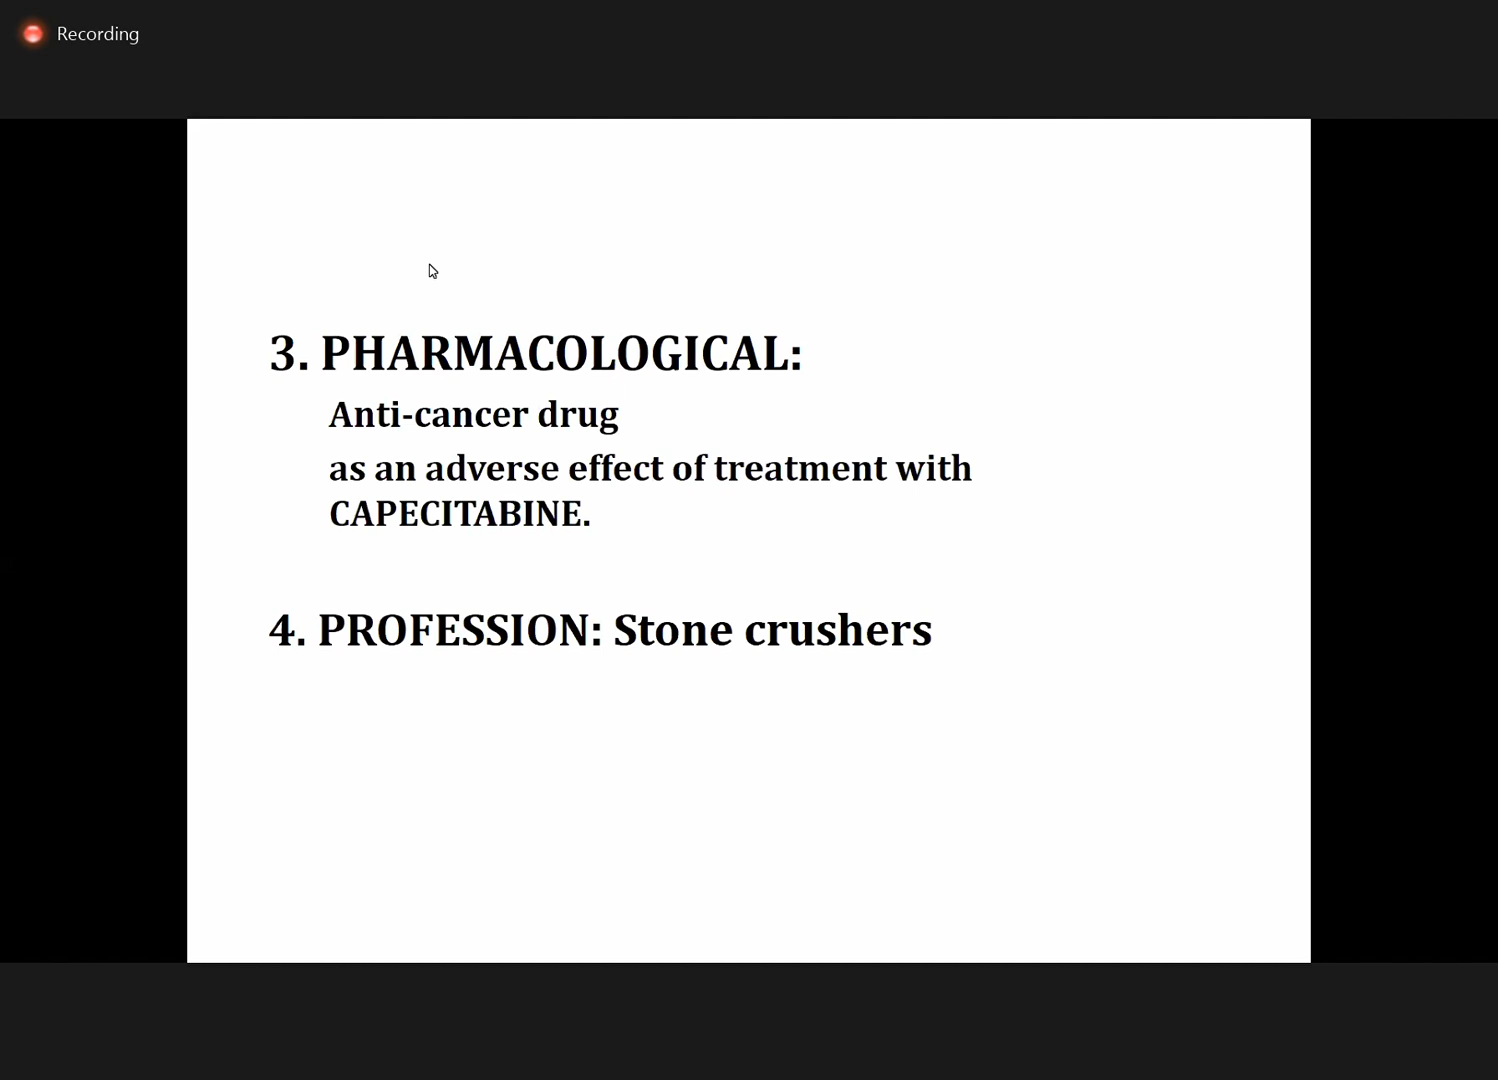 Recording
3. PHARMACOLOGICAL:
Anti-cancer drug
as an adverse effect of treatment with
CAPECITABINE.
4. PROFESSION: Stone crushers